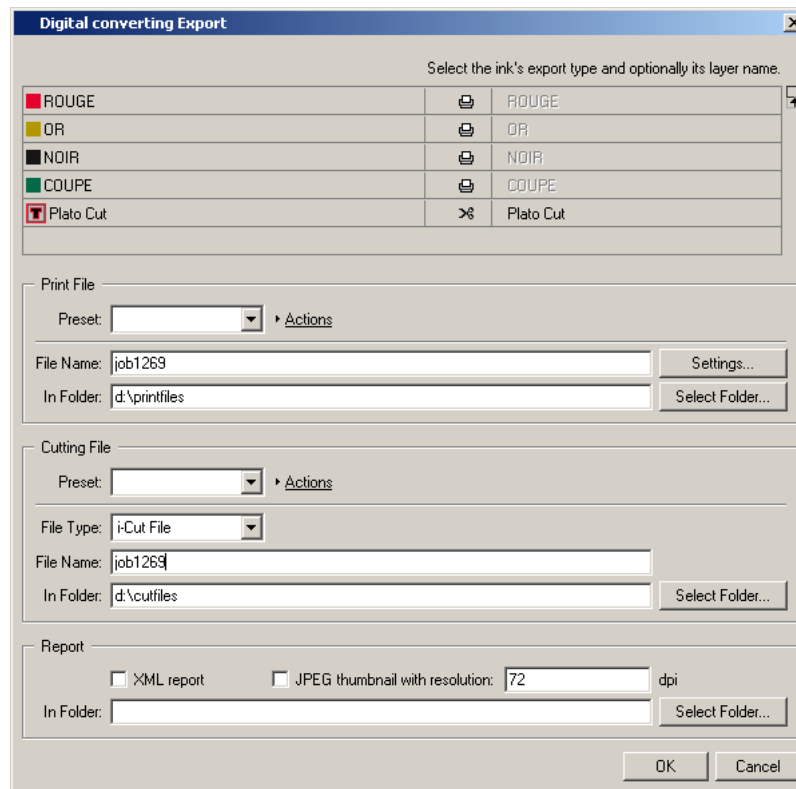 Digital converting Export
Select the ink's export type and optionally its layer name.
ROUGE ROUGE
OR OR
NOIR NOIR
COUPE COUPE
T Plato Cut Plato Cut
Print File
Preset: Actions
File Name: job1269 Settings...
In Folder: d:\printfiles Select Folder...
Cutting File
Preset: Actions
File Type: i-Cut File
File Name: job1269
In Folder: d:\cutfiles Select Folder...
Report
XML report JPEG thumbnail with resolution: 72 dpi
In Folder: Select Folder...
OK Cancel